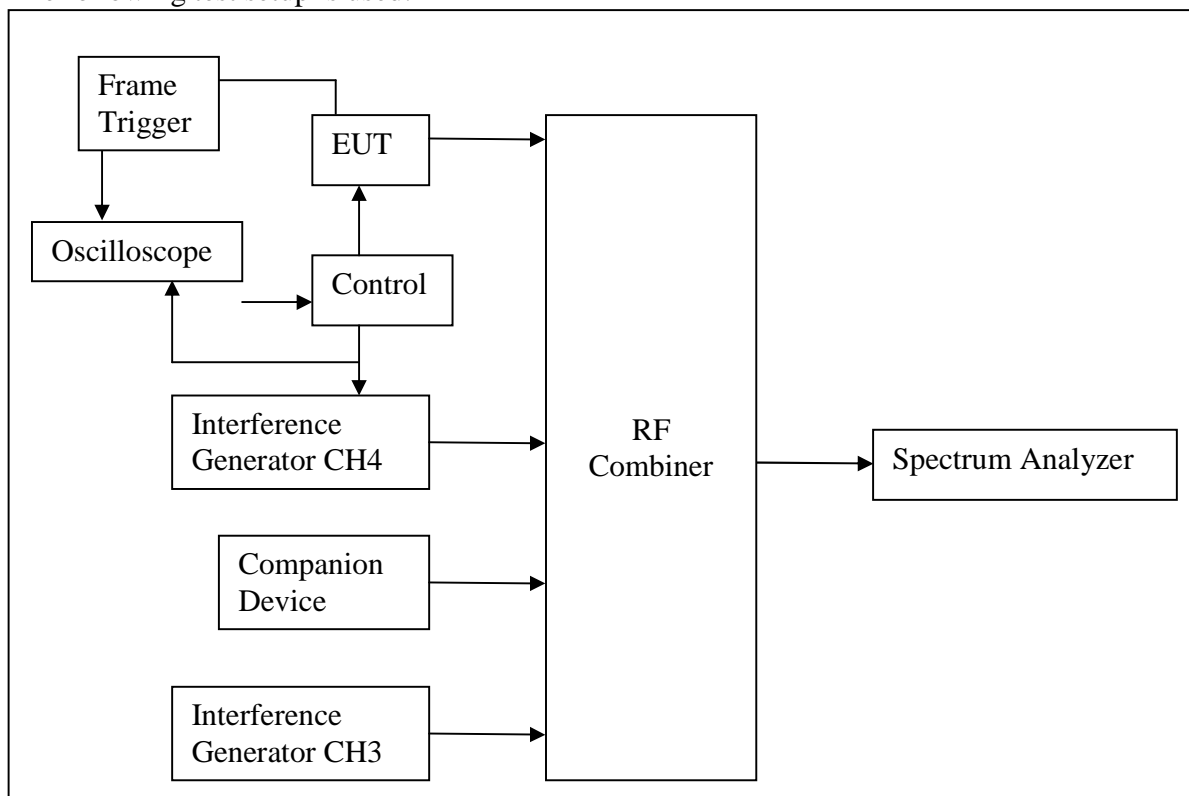 Frame
Trigger
EUT
Oscilloscope
Control
Interference
Generator CH4
RF
Combiner
Spectrum Analyzer
Companion
Device
Interference
Generator CH3